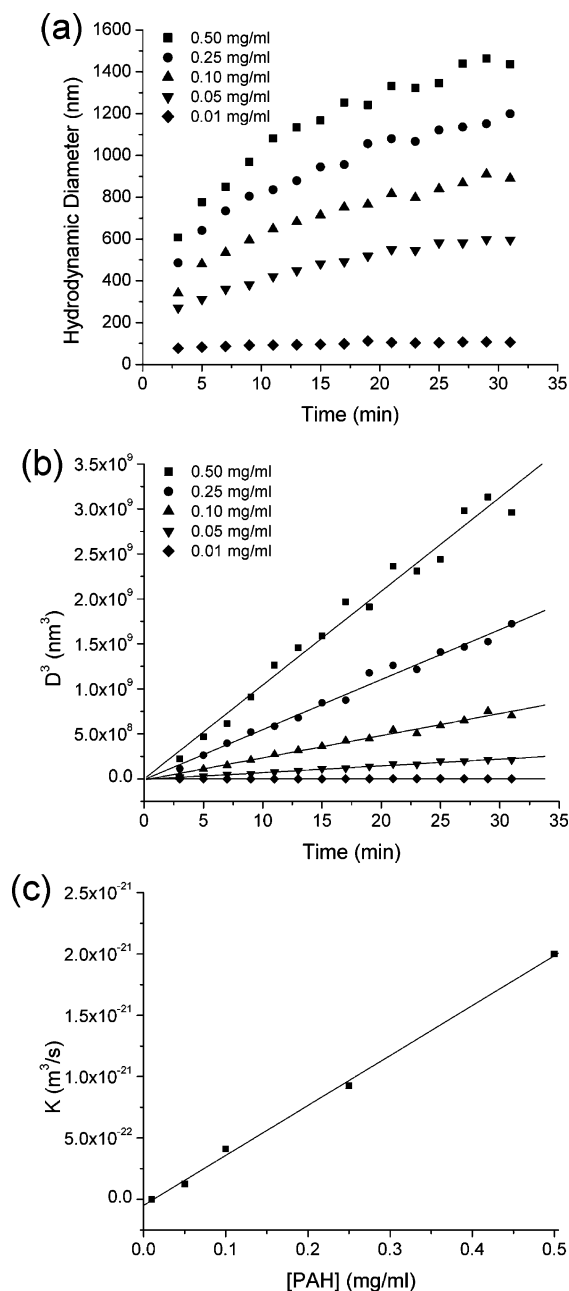 (a)
0.50 mg/ml
0.25 mg/ml
0.10 mg/ml
0.05 mg/ml
0.01 mg/ml
Hydrodynamic Diameter (nm)
1600
1400
1200
1000
800
600
400
200
0
0 5 10 15 20 25 30 35
Time (min)
(b)
0.50 mg/ml
0.25 mg/ml
0.10 mg/ml
0.05 mg/ml
0.01 mg/ml
D³ (nm³)
3.5x10⁹
3.0x10⁹
2.5x10⁹
2.0x10⁹
1.5x10⁹
1.0x10⁹
5.0x10⁸
0.0
0 5 10 15 20 25 30 35
Time (min)
(c)
K (m³/s)
2.5x10⁻²¹
2.0x10⁻²¹
1.5x10⁻²¹
1.0x10⁻²¹
5.0x10⁻²²
0.0
0.0 0.1 0.2 0.3 0.4 0.5
[PAH] (mg/ml)